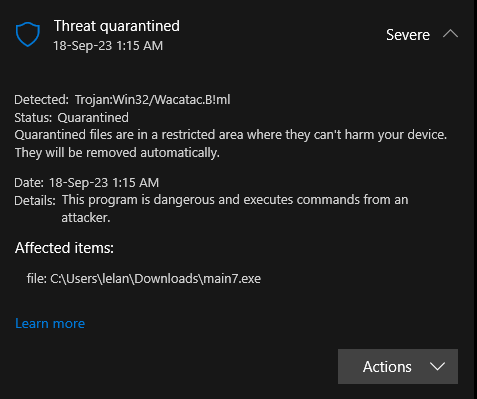 Threat quarantined
18-Sep-23 1:15 AM
Severe
Detected: Trojan:Win32/Wacatac.B!ml
Status: Quarantined
Quarantined files are in a restricted area where they can't harm your device.
They will be removed automatically.
Date: 18-Sep-23 1:15 AM
Details: This program is dangerous and executes commands from an
attacker.
Affected items:
file: C:\Users\lelan\Downloads\main7.exe
Learn more
Actions